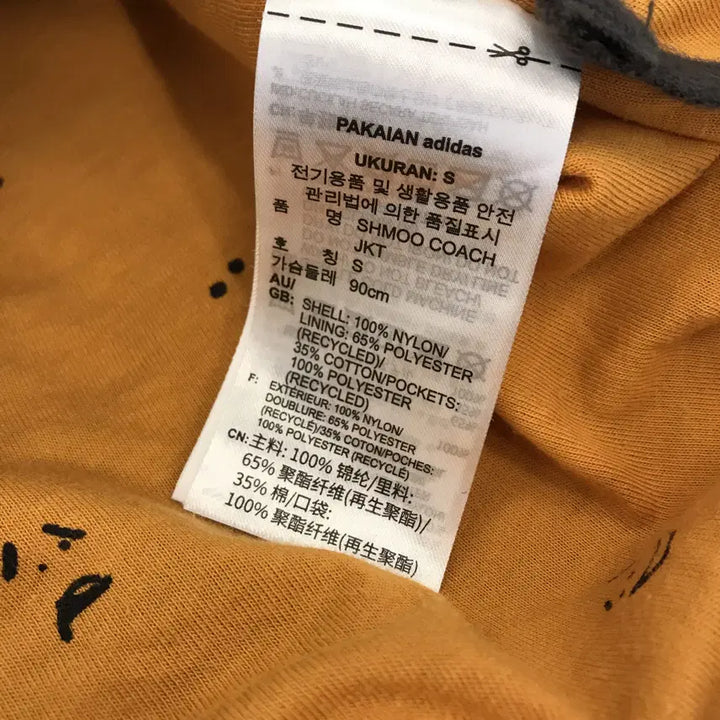 PAKAIAN adidas
UKURAN: S
전기용품 및 생활용품 안전
관리법에 의한 품질표시
품 명 SHMOO COACH
JKT
호 칭 S
가슴둘레 90cm
AU/
GB: SHELL: 100% NYLON/
LINING: 65% POLYESTER
(RECYCLED)/
35% COTTON/POCKETS:
100% POLYESTER
(RECYCLED)
F: EXTÉRIEUR: 100% NYLON/
DOUBLURE: 65% POLYESTER
(RECYCLÉ)/35% COTON/POCHES:
100% POLYESTER (RECYCLÉ)
CN: 主料: 100% 锦纶/里料:
65% 聚酯纤维(再生聚酯)/
35% 棉/口袋:
100% 聚酯纤维(再生聚酯)